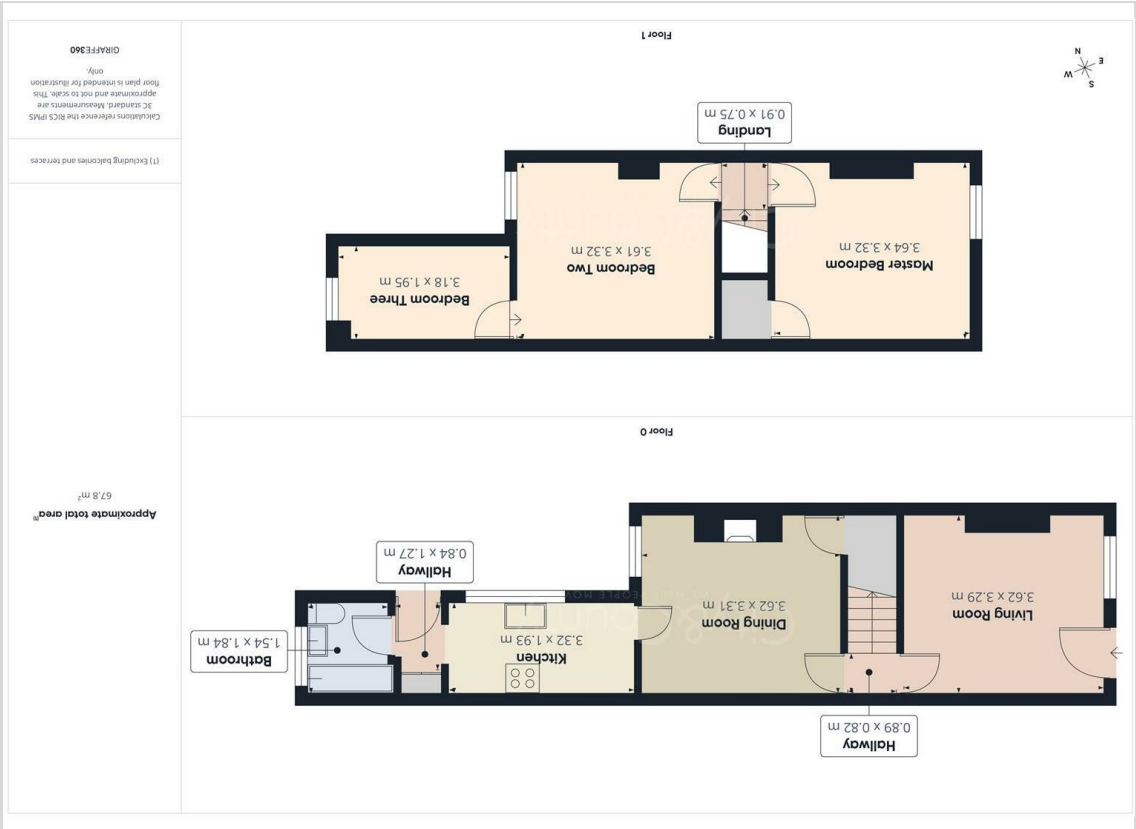 Hallway
0.89 x 0.82 m
Living Room
3.62 x 3.29 m
Dining Room
3.62 x 3.31 m
Kitchen
3.32 x 1.93 m
Bathroom
1.54 x 1.84 m
Hallway
0.84 x 1.27 m
Floor 0
Master Bedroom
3.64 x 3.32 m
Bedroom Two
3.61 x 3.32 m
Bedroom Three
3.18 x 1.95 m
Landing
0.91 x 0.75 m
S
E
W
N
Floor 1
Approximate total area(1)
67.8 m²
(1) Excluding balconies and terraces
Calculations reference the RICS IPMS
3C standard. Measurements are
approximate and not to scale. This
floor plan is intended for illustration
only.
GIRAFFE360